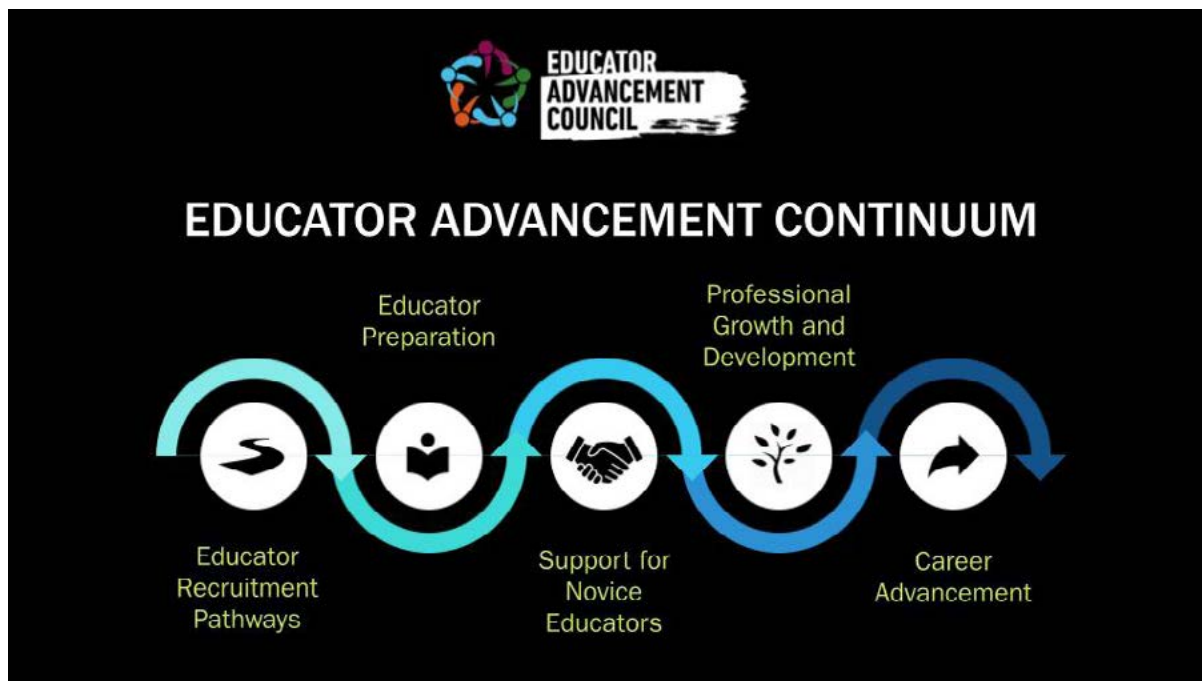 EDUCATOR
ADVANCEMENT
COUNCIL
EDUCATOR ADVANCEMENT CONTINUUM
Educator
Recruitment
Pathways
Educator
Preparation
Support for
Novice
Educators
Professional
Growth and
Development
Career
Advancement